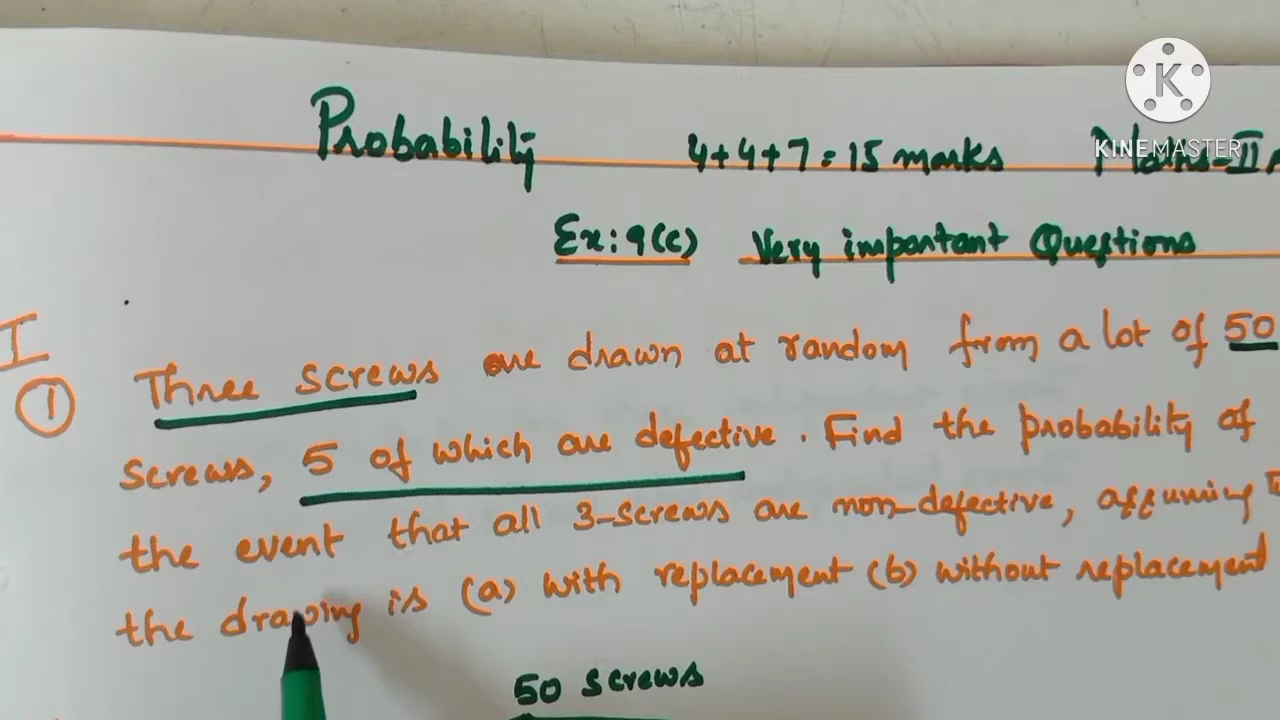 K
KINEMASTER
Probability 4+4+7=15 marks Maths-II
Ex: 9(c) Very important Questions
I
① Three screws are drawn at random from a lot of 50
screws, 5 of which are defective. Find the probability of
the event that all 3-screws are non-defective, assuming
the drawing is (a) with replacement (b) without replacement
50 screws